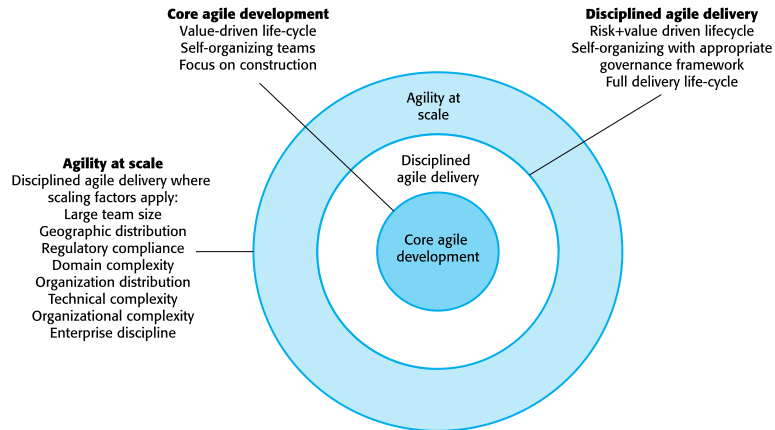 Core agile development
Value-driven life-cycle
Self-organizing teams
Focus on construction
Disciplined agile delivery
Risk+value driven lifecycle
Self-organizing with appropriate
governance framework
Full delivery life-cycle
Agility at
scale
Disciplined
agile delivery
Core agile
development
Agility at scale
Disciplined agile delivery where
scaling factors apply:
Large team size
Geographic distribution
Regulatory compliance
Domain complexity
Organization distribution
Technical complexity
Organizational complexity
Enterprise discipline